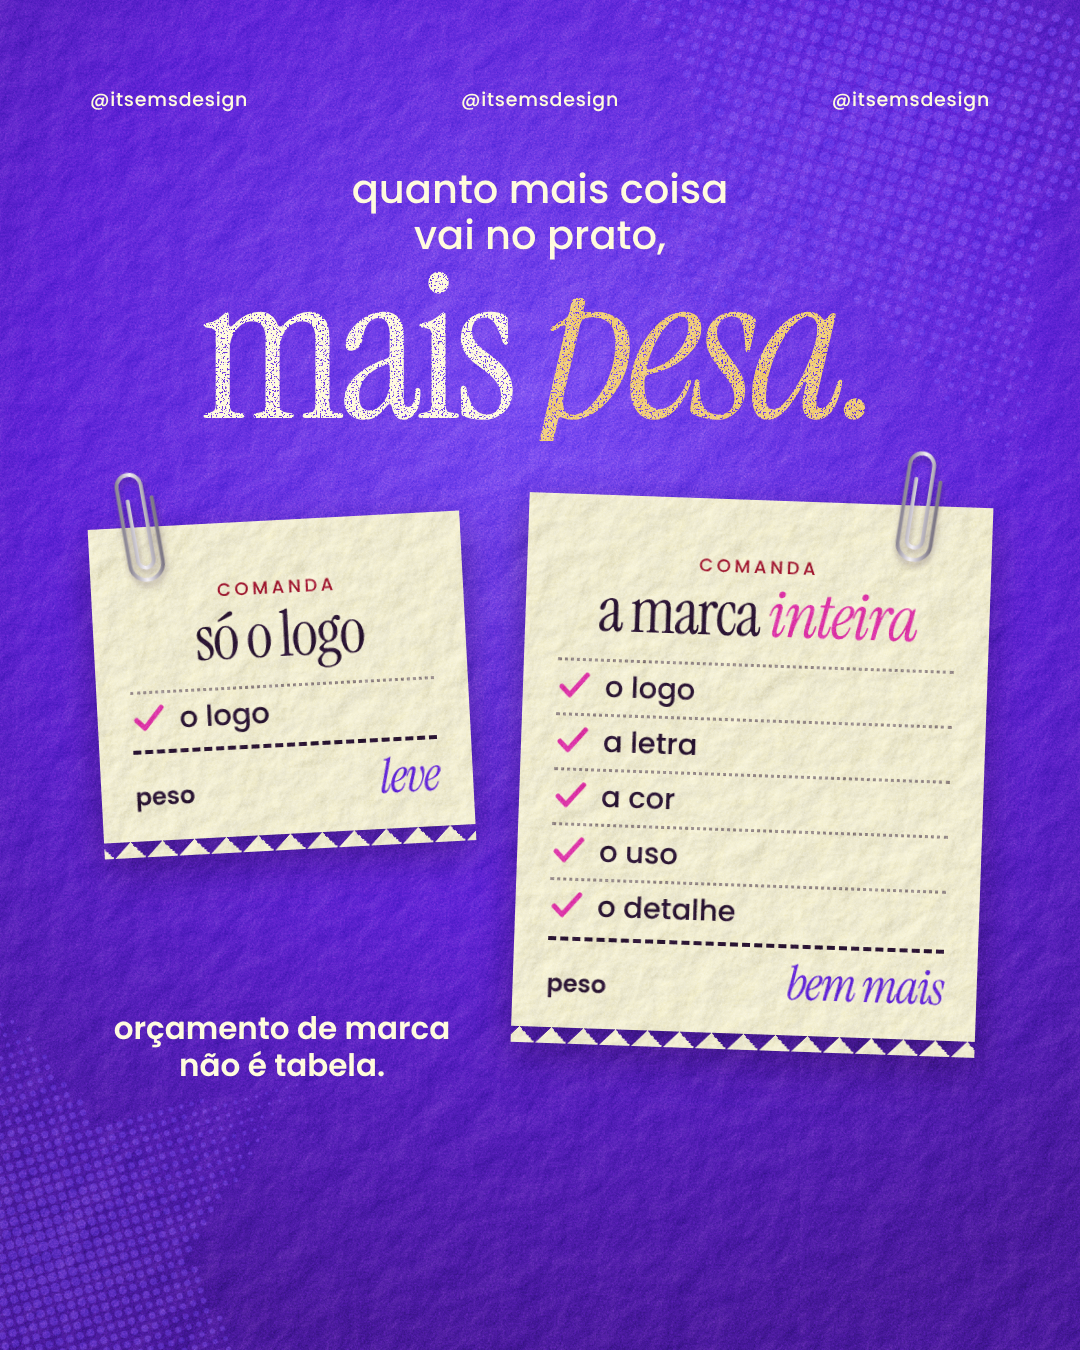 @itsemsdesign @itsemsdesign @itsemsdesign
quanto mais coisa
vai no prato,
mais pesa.
COMANDA
só o logo
o logo
peso leve
COMANDA
a marca inteira
o logo
a letra
a cor
o uso
o detalhe
peso bem mais
orçamento de marca
não é tabela.